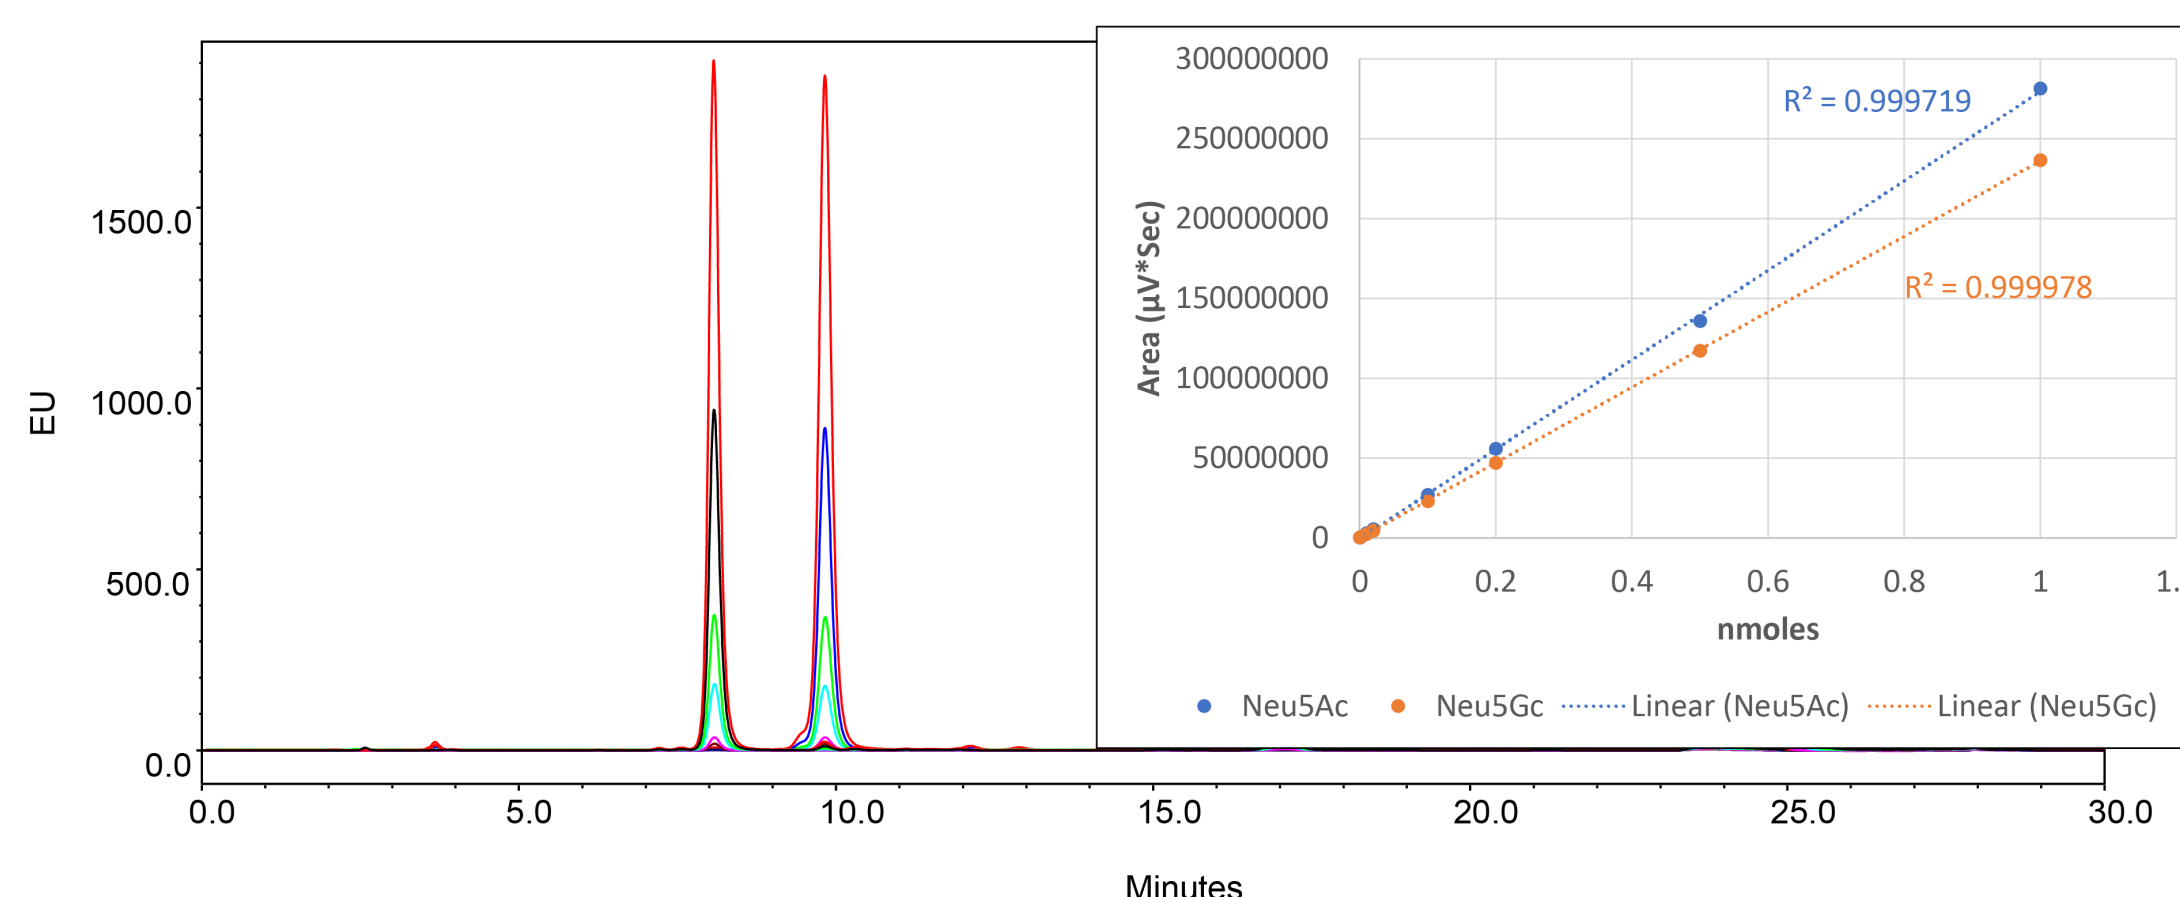 EU
1500.0
1000.0
500.0
0.0
0.0 5.0 10.0 15.0 20.0 25.0 30.0
Minutes
Area (µV*Sec)
300000000
250000000
200000000
150000000
100000000
50000000
0
R² = 0.999719
R² = 0.999978
0 0.2 0.4 0.6 0.8 1 1.
nmoles
Neu5Ac Neu5Gc Linear (Neu5Ac) Linear (Neu5Gc)